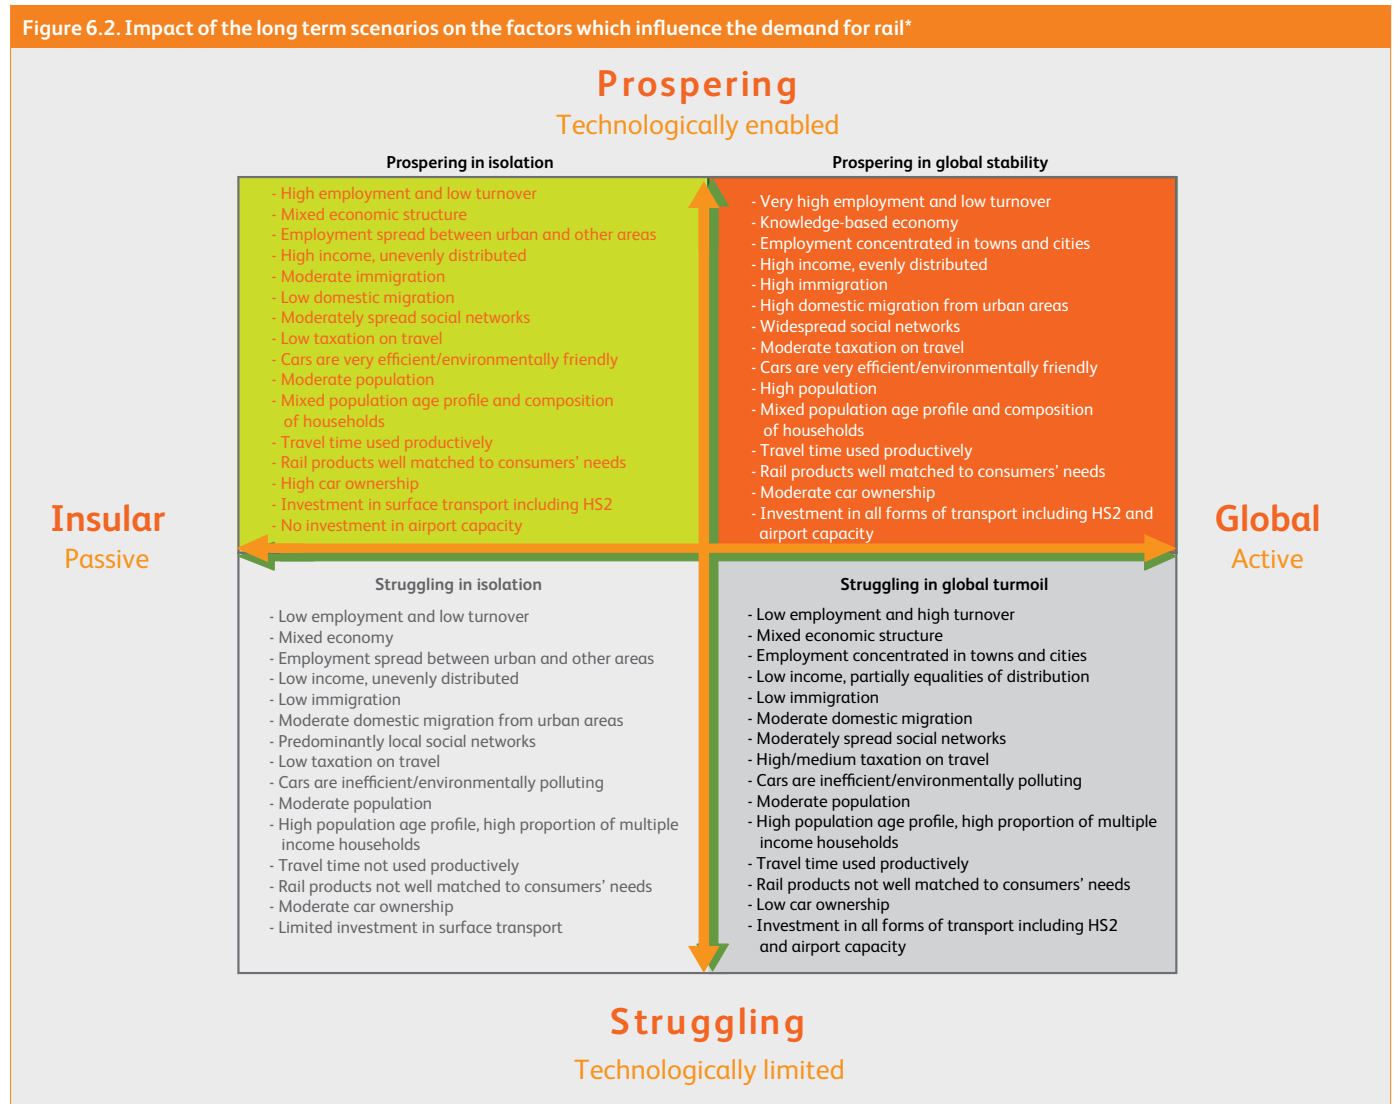 Figure 6.2. Impact of the long term scenarios on the factors which influence the demand for rail*
Prospering
Technologically enabled
Prospering in isolation
- High employment and low turnover
- Mixed economic structure
- Employment spread between urban and other areas
- High income, unevenly distributed
- Moderate immigration
- Low domestic migration
- Moderately spread social networks
- Low taxation on travel
- Cars are very efficient/environmentally friendly
- Moderate population
- Mixed population age profile and composition
of households
- Travel time used productively
- Rail products well matched to consumers’ needs
- High car ownership
- Investment in surface transport including HS2
- No investment in airport capacity
Prospering in global stability
- Very high employment and low turnover
- Knowledge-based economy
- Employment concentrated in towns and cities
- High income, evenly distributed
- High immigration
- High domestic migration from urban areas
- Widespread social networks
- Moderate taxation on travel
- Cars are very efficient/environmentally friendly
- High population
- Mixed population age profile and composition
of households
- Travel time used productively
- Rail products well matched to consumers’ needs
- Moderate car ownership
- Investment in all forms of transport including HS2 and
airport capacity
Insular
Passive
Global
Active
Struggling in isolation
- Low employment and low turnover
- Mixed economy
- Employment spread between urban and other areas
- Low income, unevenly distributed
- Low immigration
- Moderate domestic migration from urban areas
- Predominantly local social networks
- Low taxation on travel
- Cars are inefficient/environmentally polluting
- Moderate population
- High population age profile, high proportion of multiple
income households
- Travel time not used productively
- Rail products not well matched to consumers’ needs
- Moderate car ownership
- Limited investment in surface transport
Struggling in global turmoil
- Low employment and high turnover
- Mixed economic structure
- Employment concentrated in towns and cities
- Low income, partially equalities of distribution
- Low immigration
- Moderate domestic migration
- Moderately spread social networks
- High/medium taxation on travel
- Cars are inefficient/environmentally polluting
- Moderate population
- High population age profile, high proportion of multiple
income households
- Travel time used productively
- Rail products not well matched to consumers’ needs
- Low car ownership
- Investment in all forms of transport including HS2
and airport capacity
Struggling
Technologically limited